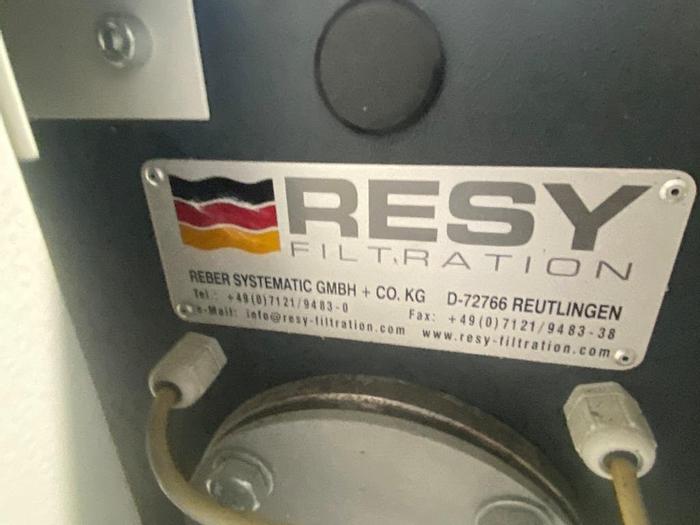 RESY
FILTRATION
REBER SYSTEMATIC GMBH + CO. KG D-72766 REUTLINGEN
Tel.: +49(0)7121/9483-0 Fax: +49(0)7121/9483-38
e-Mail: info@resy-filtration.com www.resy-filtration.com